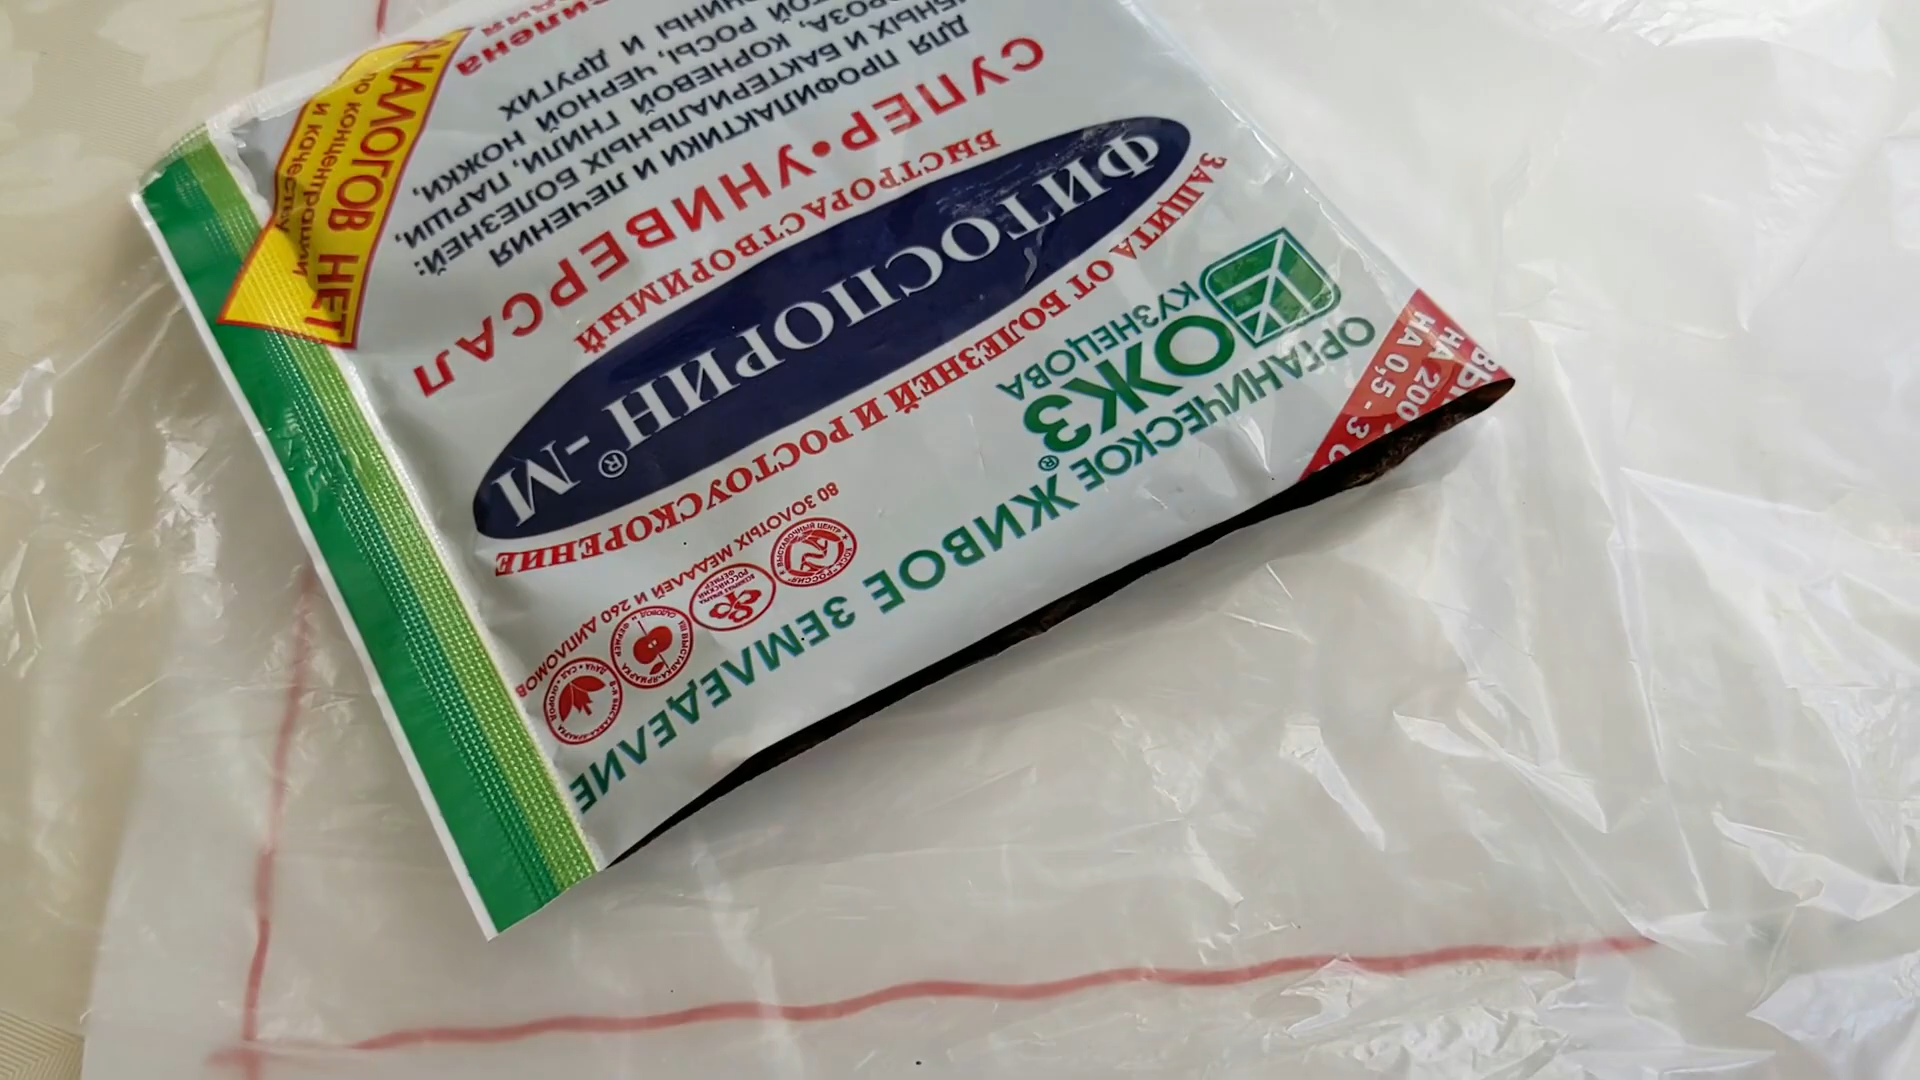 ОРГАНИЧЕСКОЕ ЖИВОЕ ЗЕМЛЕДЕЛИЕ
ОЖЗ®
КУЗНЕЦОВА
80 ЗОЛОТЫХ МЕДАЛЕЙ И 260 ДИПЛОМОВ
ЗАЩИТА ОТ БОЛЕЗНЕЙ И РОСТОУСКОРЕНИЕ
ФИТОСПОРИН®-М
БЫСТРОРАСТВОРИМЫЙ
СУПЕР•УНИВЕРСАЛ
ДЛЯ ПРОФИЛАКТИКИ И ЛЕЧЕНИЯ
И БАКТЕРИАЛЬНЫХ БОЛЕЗНЕЙ:
КОРНЕВОЙ ГНИЛИ, ПАРШИ,
РОСЫ, ЧЕРНОЙ НОЖКИ,
И ДРУГИХ
АНАЛОГОВ НЕТ
по концентрации
и качеству
НА 200
НА 0,5 - 3